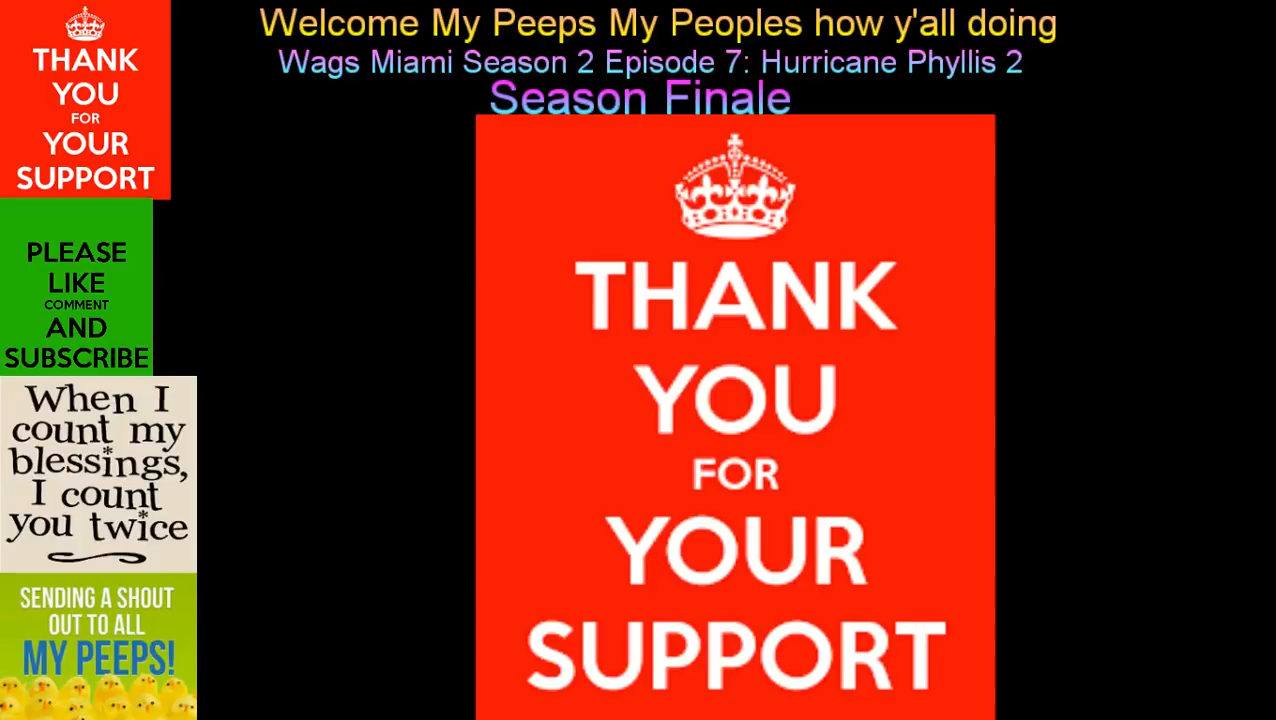 Welcome My Peeps My Peoples how y'all doing
Wags Miami Season 2 Episode 7: Hurricane Phyllis 2
Season Finale
THANK
YOU
FOR
YOUR
SUPPORT
PLEASE
LIKE
COMMENT
AND
SUBSCRIBE
When I
count my
blessings,
I count
you twice
SENDING A SHOUT
OUT TO ALL
MY PEEPS!
THANK
YOU
FOR
YOUR
SUPPORT